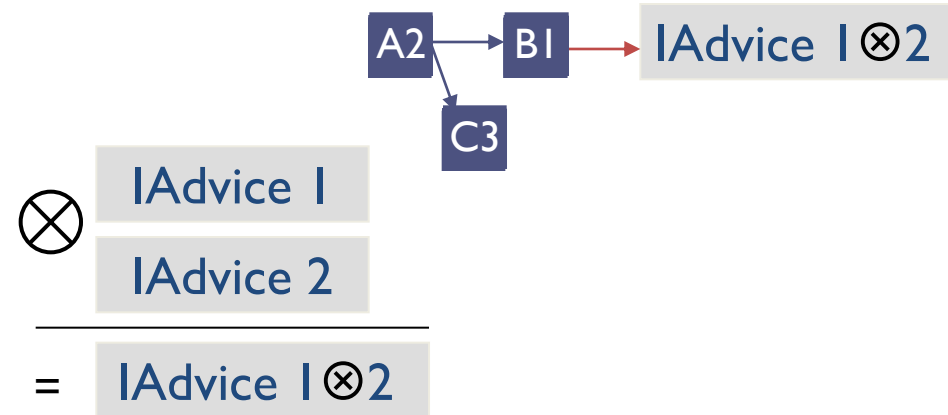 A2 B1 IAdvice 1⊗2
C3
⊗ IAdvice 1
IAdvice 2
= IAdvice 1⊗2